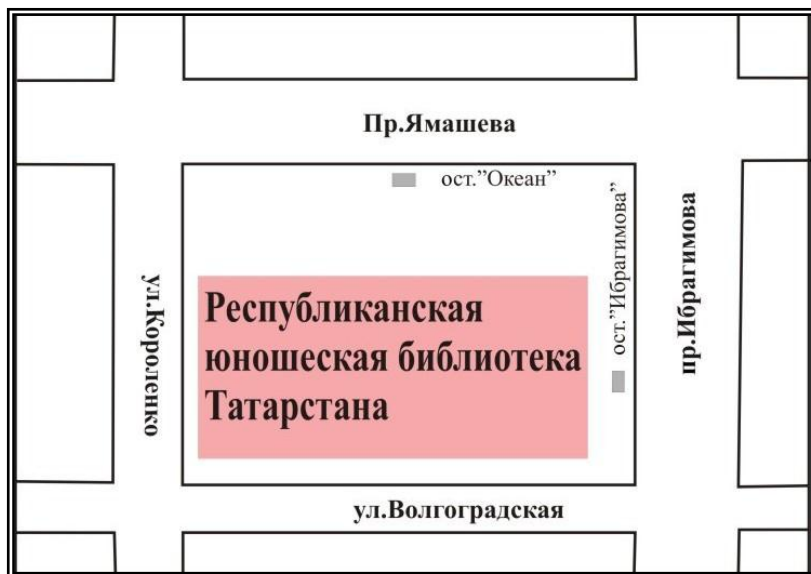 Пр.Ямашева
ост.”Океан”
ост.”Ибрагимова”
пр.Ибрагимова
ул.Короленко
Республиканская
юношеская библиотека
Татарстана
ул.Волгоградская